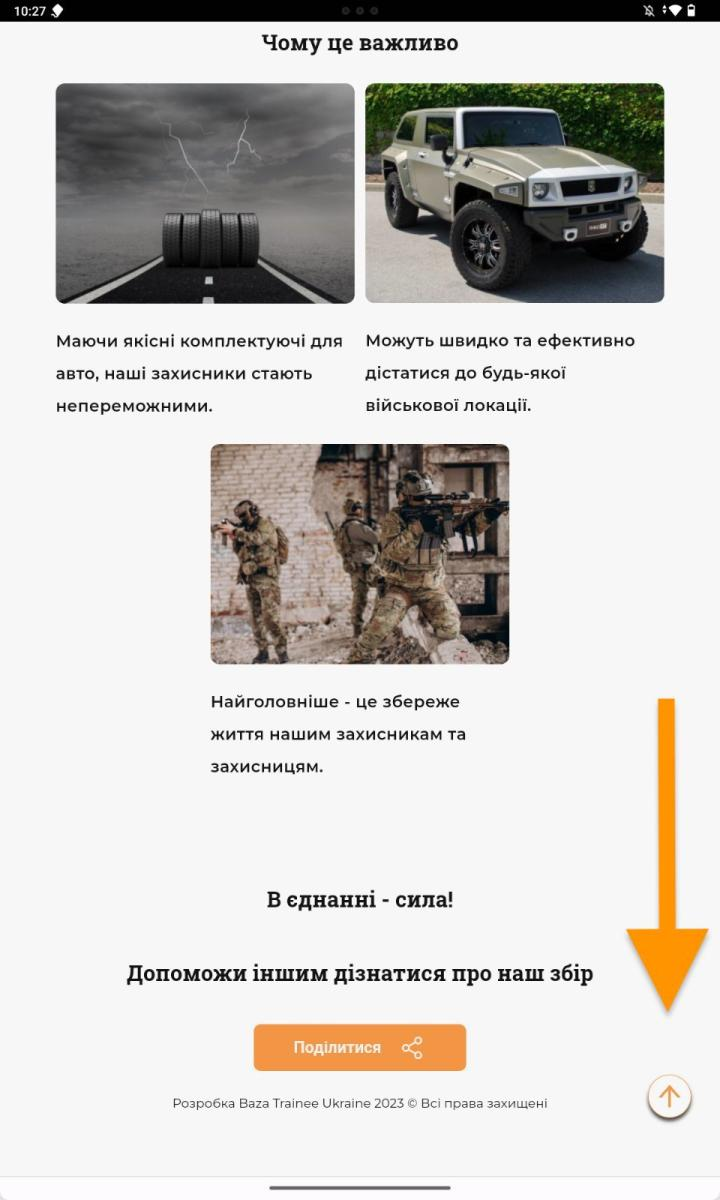 10:27
Чому це важливо
Маючи якісні комплектуючі для
авто, наші захисники стають
непереможними.
Можуть швидко та ефективно
дістатися до будь-якої
військової локації.
Найголовніше - це збереже
життя нашим захисникам та
захисницям.
В єднанні - сила!
Допоможи іншим дізнатися про наш збір
Поділитися
Розробка Baza Trainee Ukraine 2023 © Всі права захищені